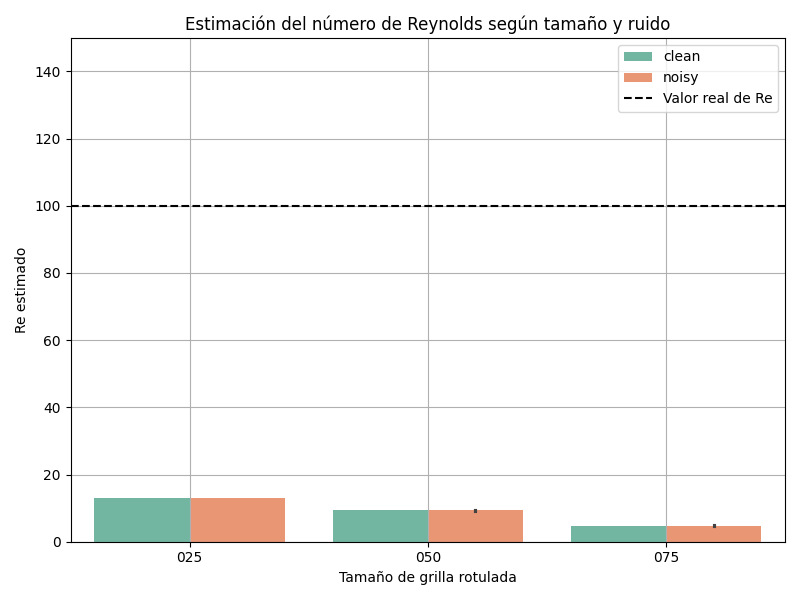 Estimación del número de Reynolds según tamaño y ruido
clean
noisy
Valor real de Re
140
120
100
80
60
40
20
0
Re estimado
025 050 075
Tamaño de grilla rotulada